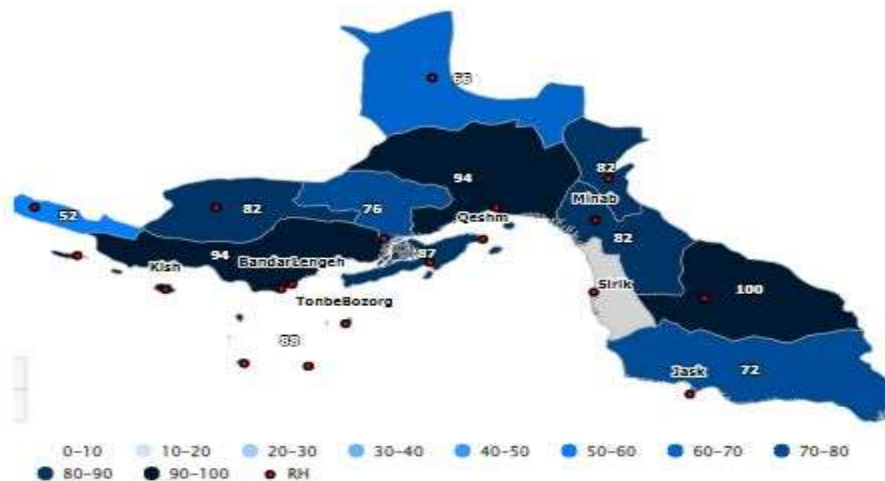 66
94
82
Minab
52
82
76
Qeshm
82
Kish
94
BandarLengeh
87
Sirik
100
TonbeBozorg
88
Jask
72
0-10
10-20
20-30
30-40
40-50
50-60
60-70
70-80
80-90
90-100
RH